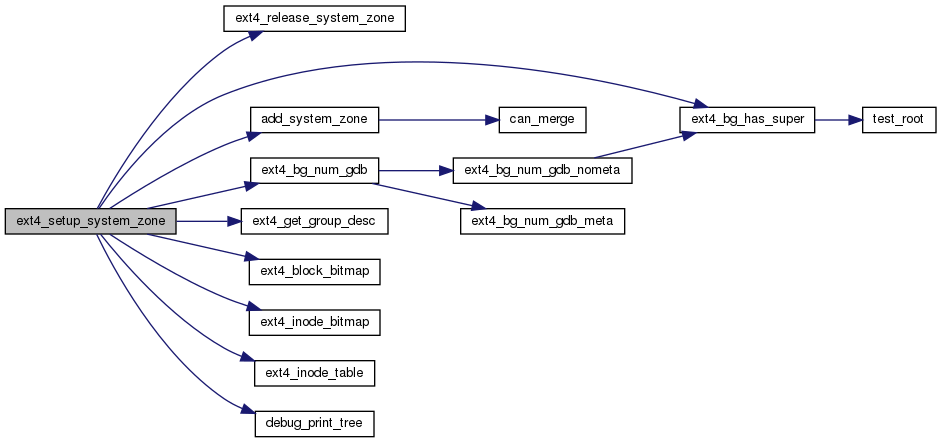 ext4_release_system_zone
add_system_zone
can_merge
ext4_bg_has_super
test_root
ext4_bg_num_gdb
ext4_bg_num_gdb_nometa
ext4_setup_system_zone
ext4_get_group_desc
ext4_bg_num_gdb_meta
ext4_block_bitmap
ext4_inode_bitmap
ext4_inode_table
debug_print_tree